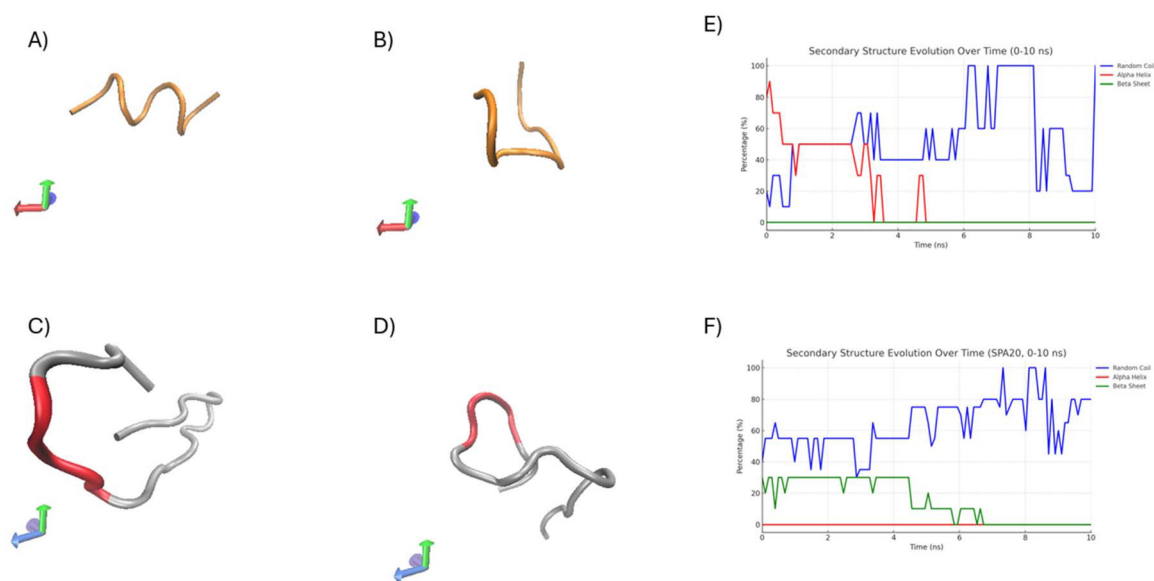 A)
B)
E)
Secondary Structure Evolution Over Time (0-10 ns)
Random Coil
Alpha Helix
Beta Sheet
Percentage (%)
100
80
60
40
20
0
0 2 4 6 8 10
Time (ns)
C)
D)
F)
Secondary Structure Evolution Over Time (SPA20, 0-10 ns)
Random Coil
Alpha Helix
Beta Sheet
Percentage (%)
100
80
60
40
20
0
0 2 4 6 8 10
Time (ns)